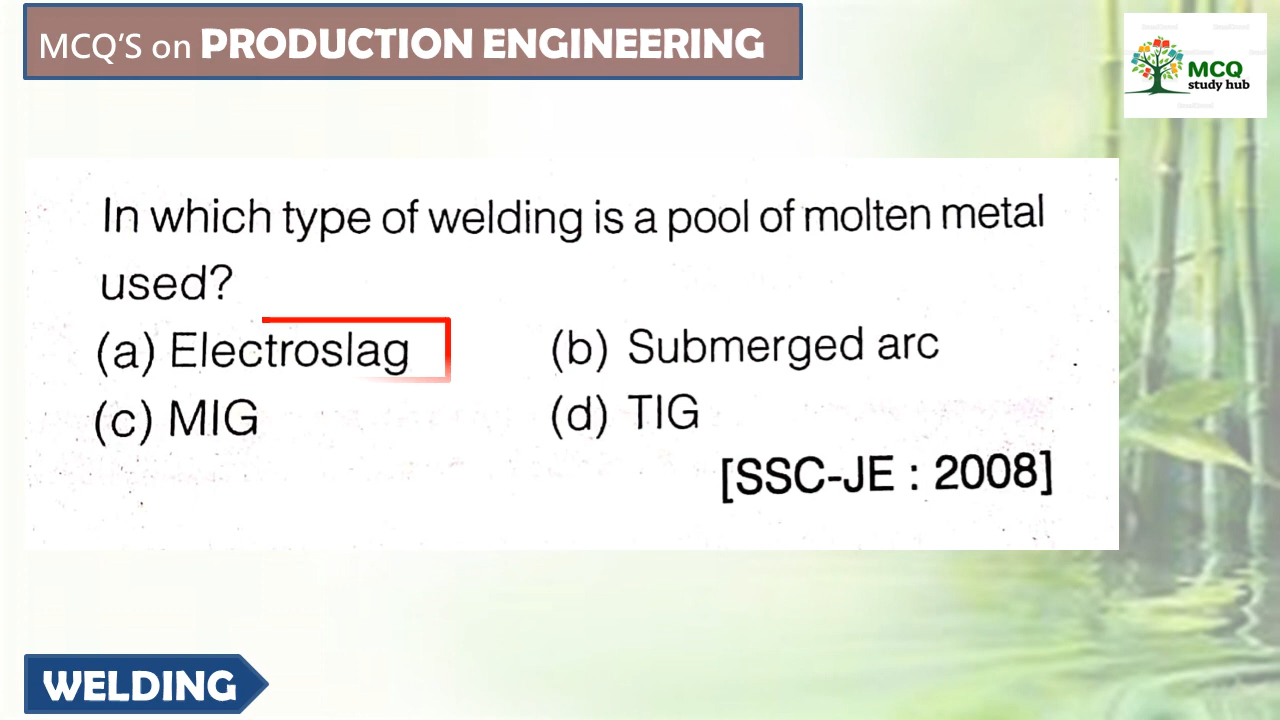 MCQ'S on PRODUCTION ENGINEERING
MCQ
study hub
In which type of welding is a pool of molten metal
used?
(a) Electroslag (b) Submerged arc
(c) MIG (d) TIG
[SSC-JE : 2008]
WELDING